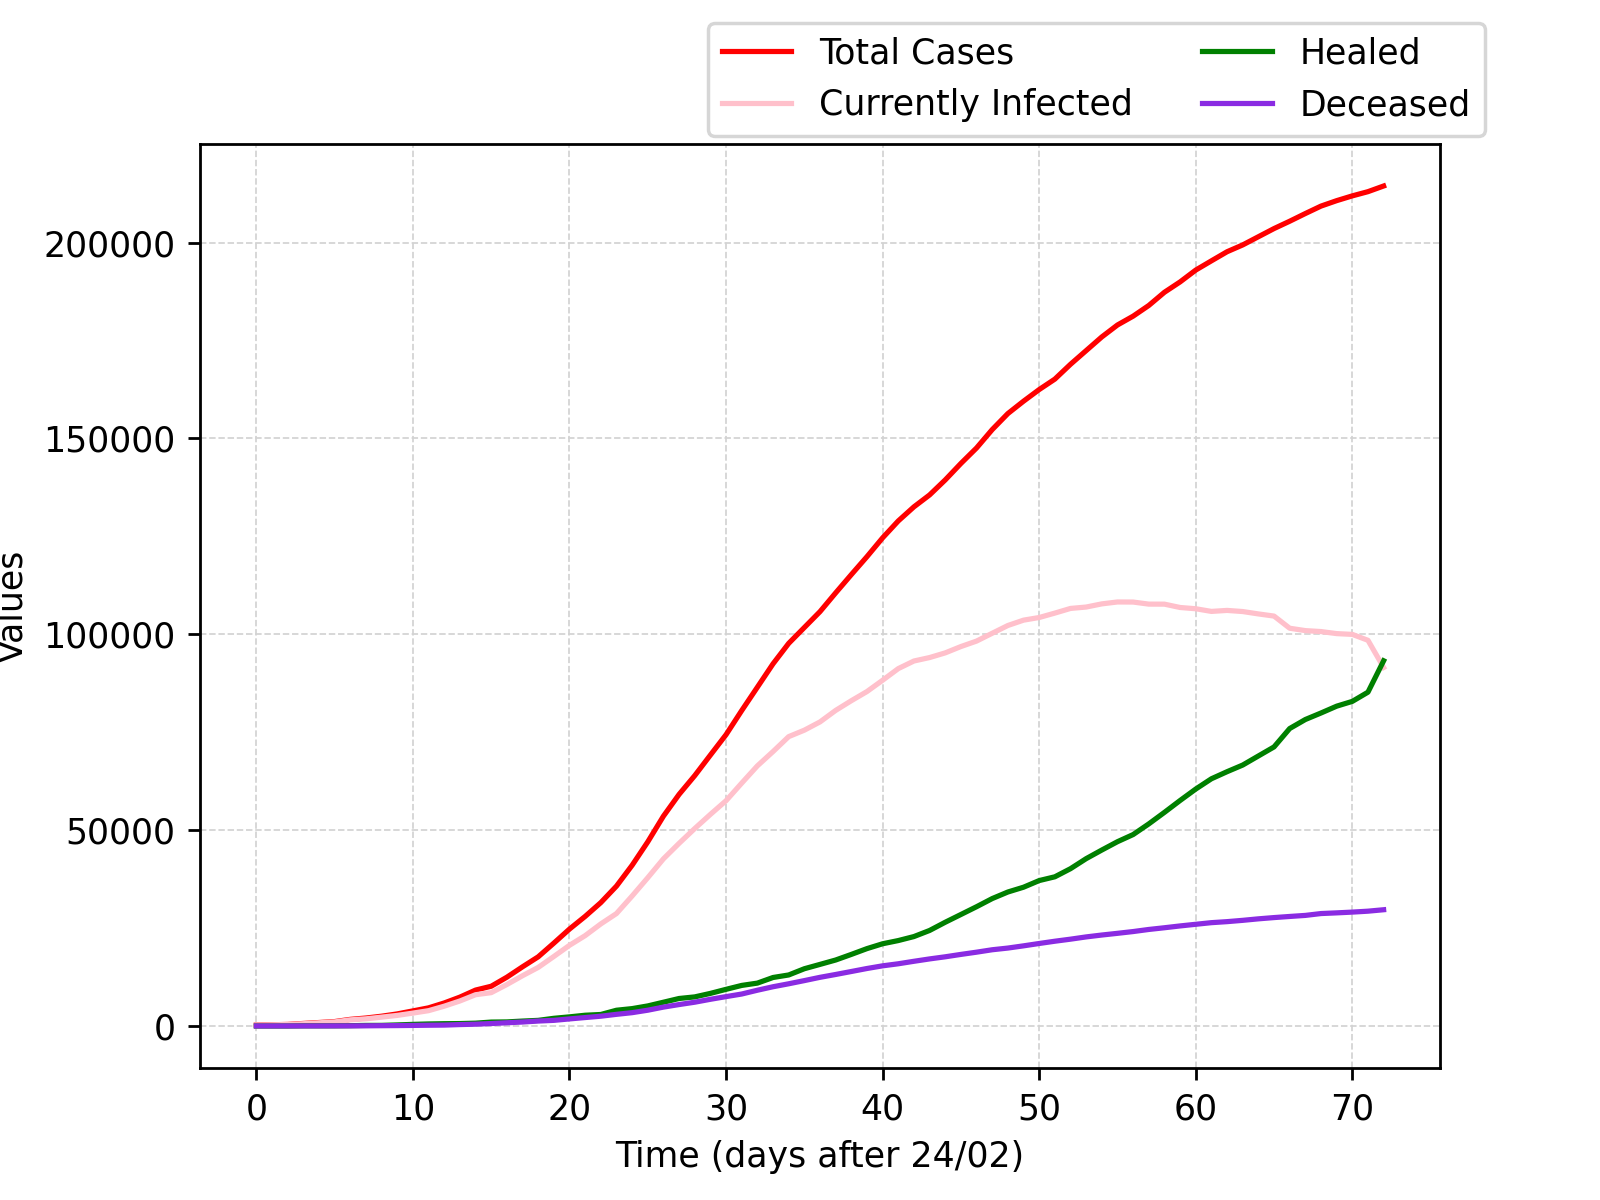 Total Cases
Currently Infected
Healed
Deceased
Values
200000
150000
100000
50000
0
0 10 20 30 40 50 60 70
Time (days after 24/02)